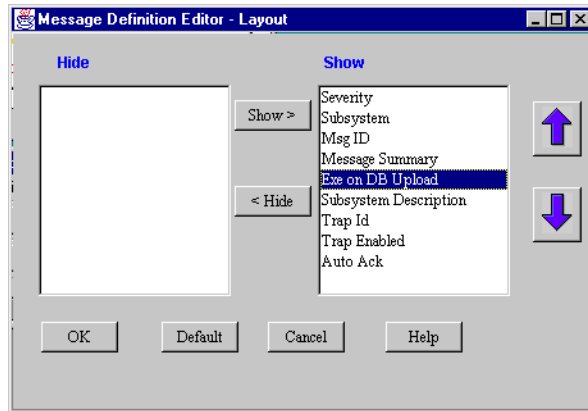 Message Definition Editor - Layout
Hide
Show
Show >
< Hide
Severity
Subsystem
Msg ID
Message Summary
Exe on DB Upload
Subsystem Description
Trap Id
Trap Enabled
Auto Ack
OK
Default
Cancel
Help